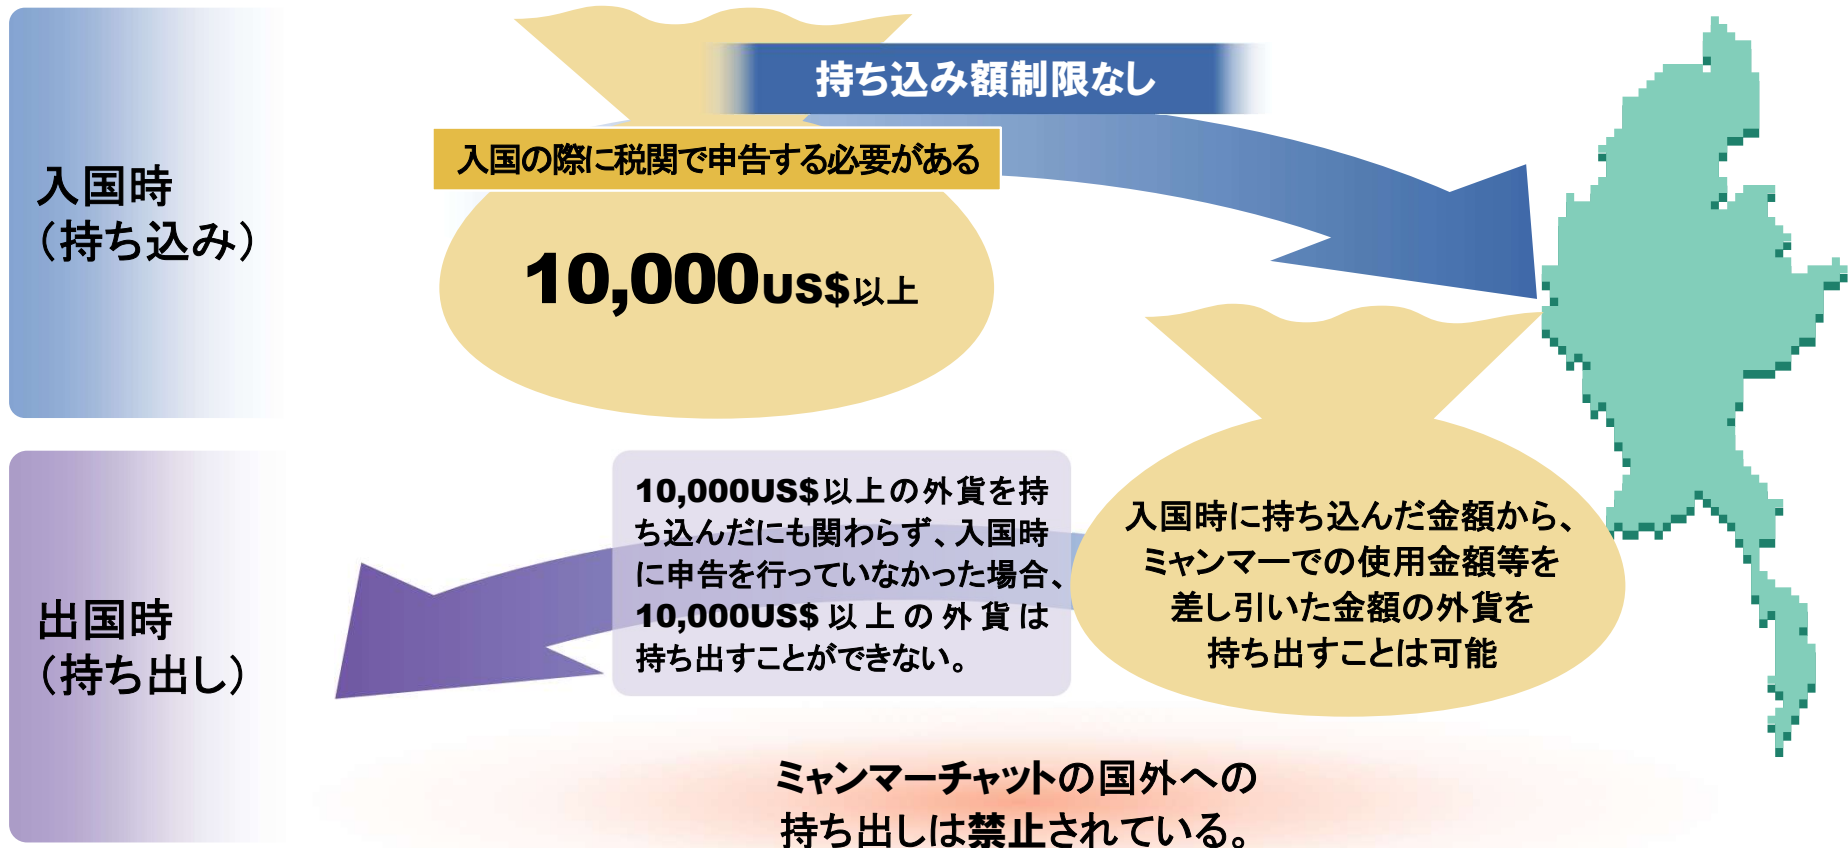 入国時
（持ち込み）
持ち込み額制限なし
入国の際に税関で申告する必要がある
10,000US$以上
出国時
（持ち出し）
10,000US$以上の外貨を持
ち込んだにも関わらず、入国時
に申告を行っていなかった場合、
10,000US$以上の外貨は
持ち出すことができない。
入国時に持ち込んだ金額から、
ミャンマーでの使用金額等を
差し引いた金額の外貨を
持ち出すことは可能
ミャンマーチャットの国外への
持ち出しは禁止されている。